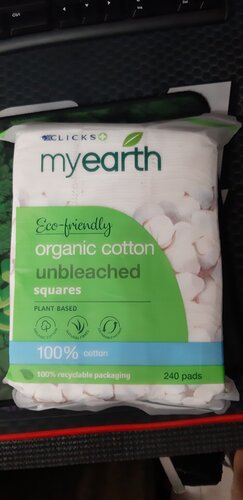 CLICKS
myearth
Eco-friendly
organic cotton
unbleached
squares
PLANT BASED
100% cotton
100% recyclable packaging
240 pads